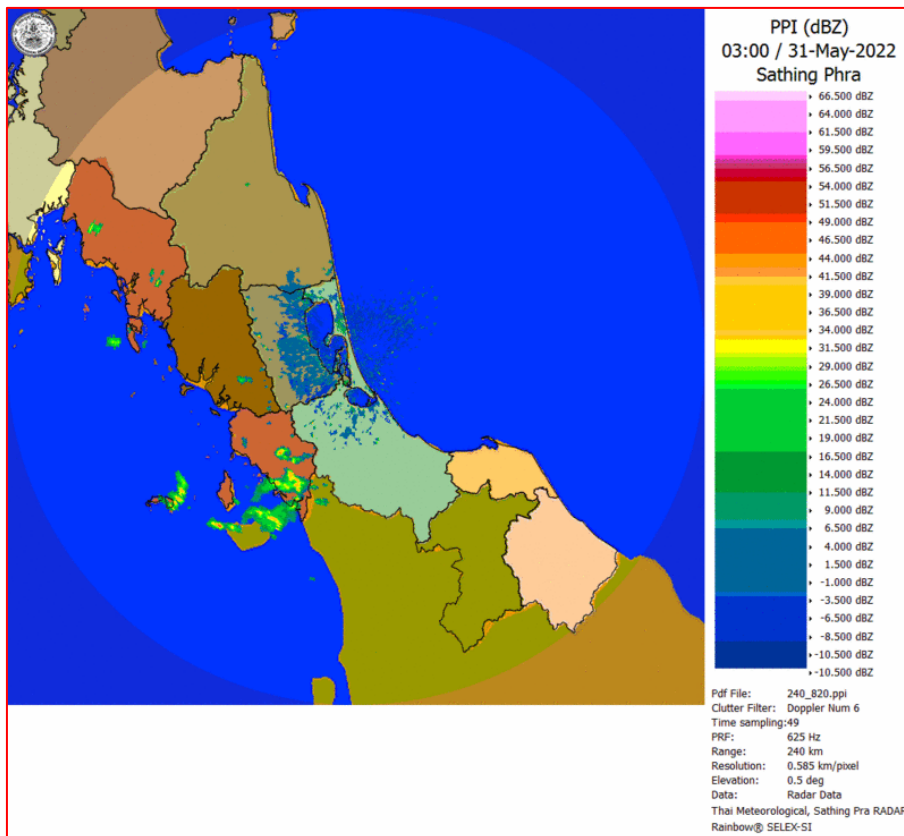 PPI (dBZ)
03:00 / 31-May-2022
Sathing Phra
66.500 dBZ
64.000 dBZ
61.500 dBZ
59.500 dBZ
56.500 dBZ
54.000 dBZ
51.500 dBZ
49.000 dBZ
46.500 dBZ
44.000 dBZ
41.500 dBZ
39.000 dBZ
36.500 dBZ
34.000 dBZ
31.500 dBZ
29.000 dBZ
26.500 dBZ
24.000 dBZ
21.500 dBZ
19.000 dBZ
16.500 dBZ
14.000 dBZ
11.500 dBZ
9.000 dBZ
6.500 dBZ
4.000 dBZ
1.500 dBZ
-1.000 dBZ
-3.500 dBZ
-6.500 dBZ
-8.500 dBZ
-10.500 dBZ
-10.500 dBZ
Pdf File: 240_820.ppi
Clutter Filter: Doppler Num 6
Time sampling:49
PRF: 625 Hz
Range: 240 km
Resolution: 0.585 km/pixel
Elevation: 0.5 deg
Data: Radar Data
Thai Meteorological, Sathing Pra RADAR
Rainbow® SELEX-SI